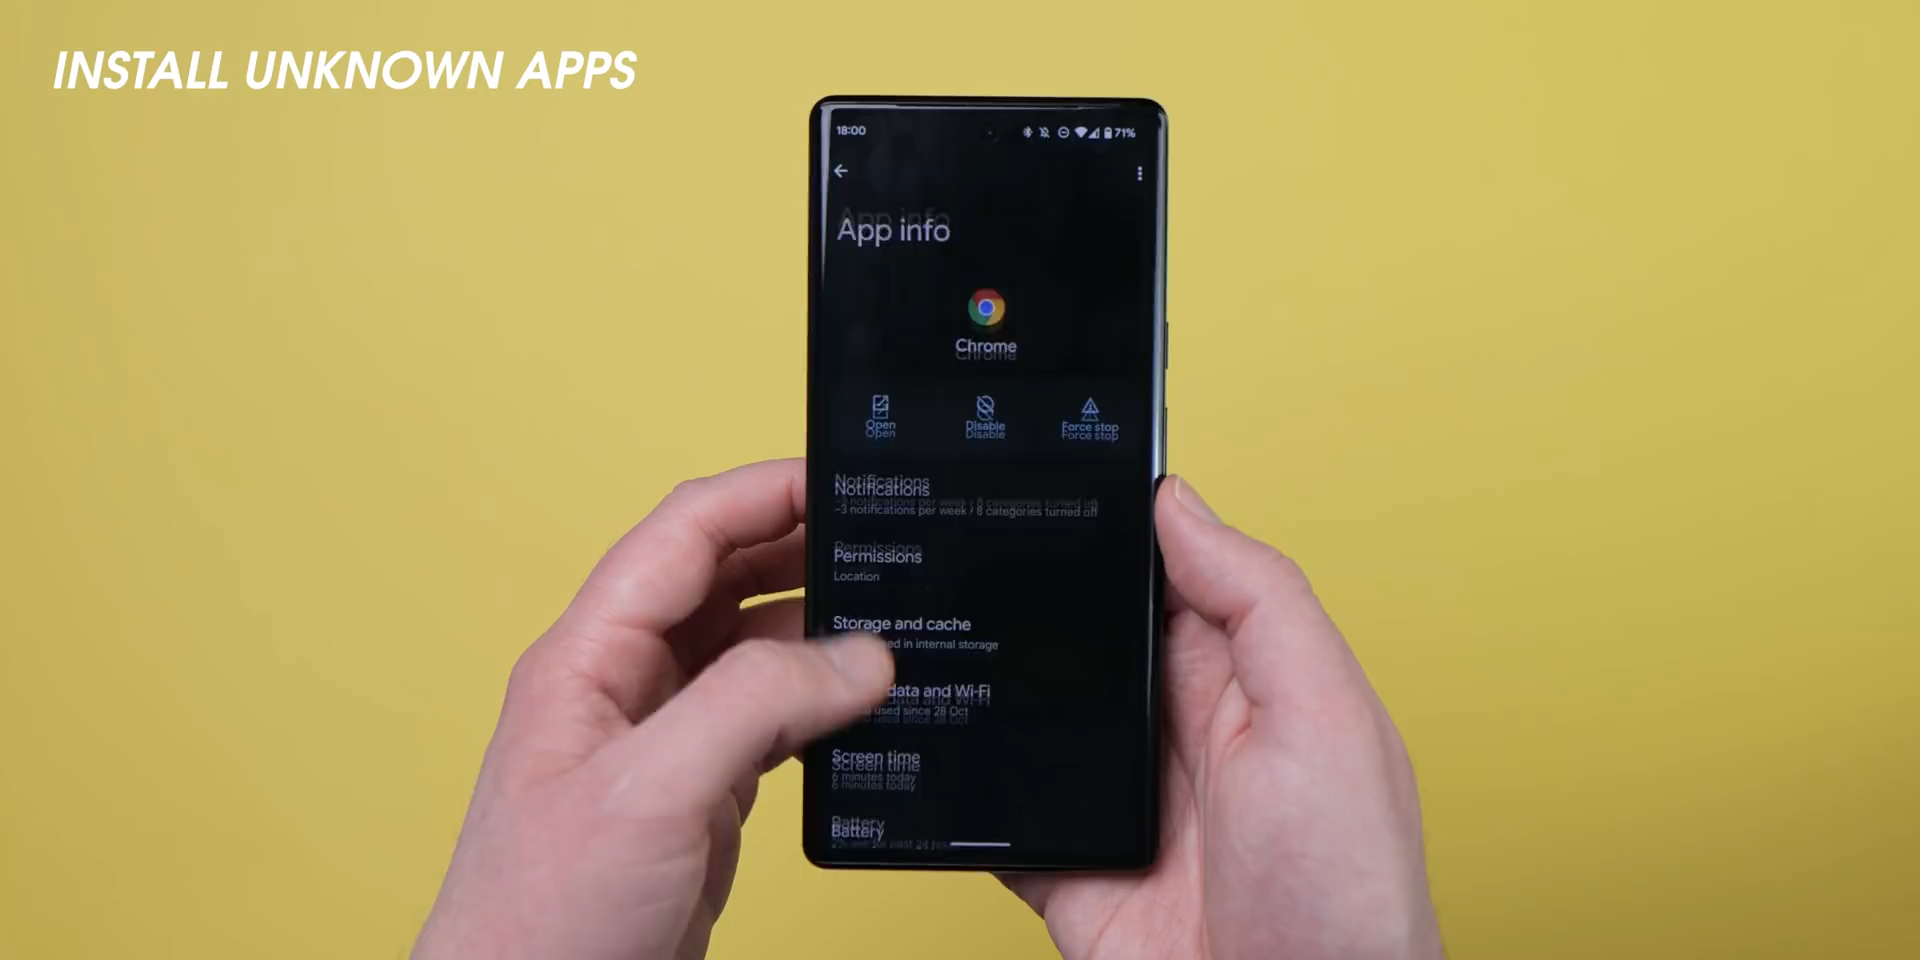 INSTALL UNKNOWN APPS
18:00
71%
App info
Chrome
Open
Disable
Force stop
Notifications
~3 notifications per week / 8 categories turned off
Permissions
Location
Storage and cache
in internal storage
data and Wi-Fi
used since 28 Oct
Screen time
6 minutes today
Battery